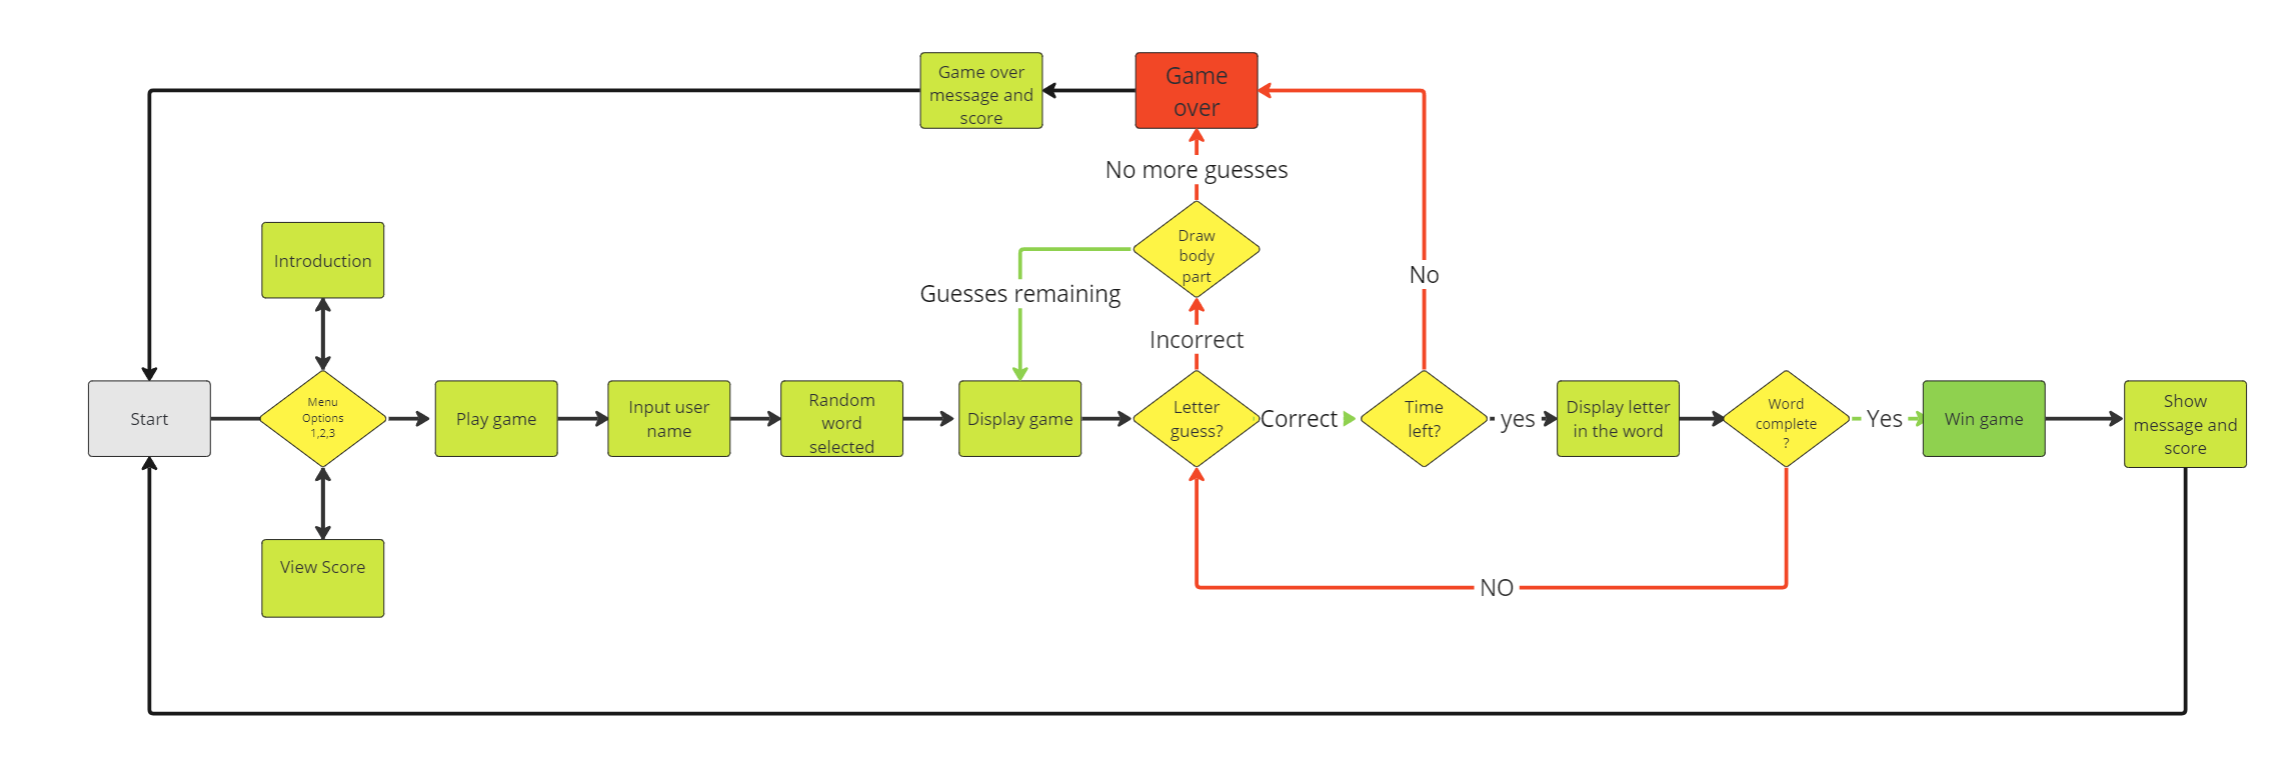 Game over
message and
score
Game
over
No more guesses
Draw
body
part
Introduction
No
Guesses remaining
Incorrect
Start
Menu
Options
1,2,3
Play game
Input user
name
Random
word
selected
Display game
Letter
guess?
Correct
Time
left?
yes
Display letter
in the word
Word
complete
?
Yes
Win game
Show
message and
score
View Score
NO